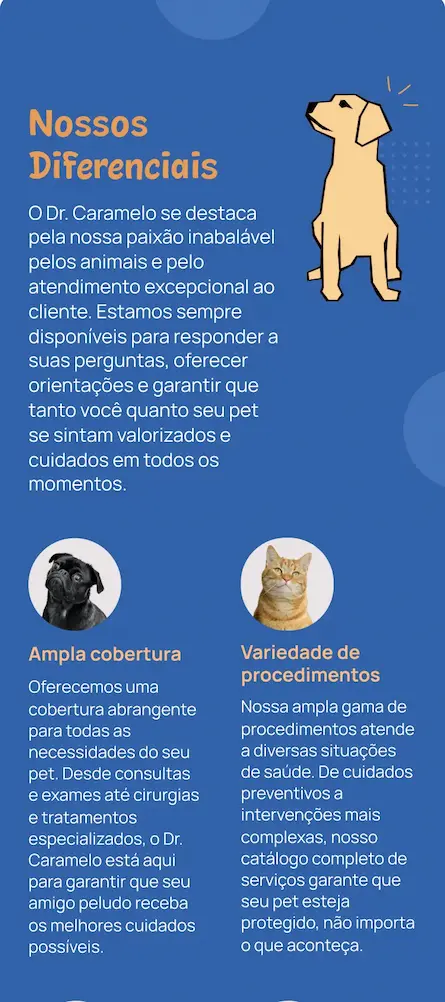 Nossos
Diferenciais
O Dr. Caramelo se destaca
pela nossa paixão inabalável
pelos animais e pelo
atendimento excepcional ao
cliente. Estamos sempre
disponíveis para responder a
suas perguntas, oferecer
orientações e garantir que
tanto você quanto seu pet
se sintam valorizados e
cuidados em todos os
momentos.
Ampla cobertura
Oferecemos uma
cobertura abrangente
para todas as
necessidades do seu
pet. Desde consultas
e exames até cirurgias
e tratamentos
especializados, o Dr.
Caramelo está aqui
para garantir que seu
amigo peludo receba
os melhores cuidados
possíveis.
Variedade de
procedimentos
Nossa ampla gama de
procedimentos atende
a diversas situações
de saúde. De cuidados
preventivos a
intervenções mais
complexas, nosso
catálogo completo de
serviços garante que
seu pet esteja
protegido, não importa
o que aconteça.